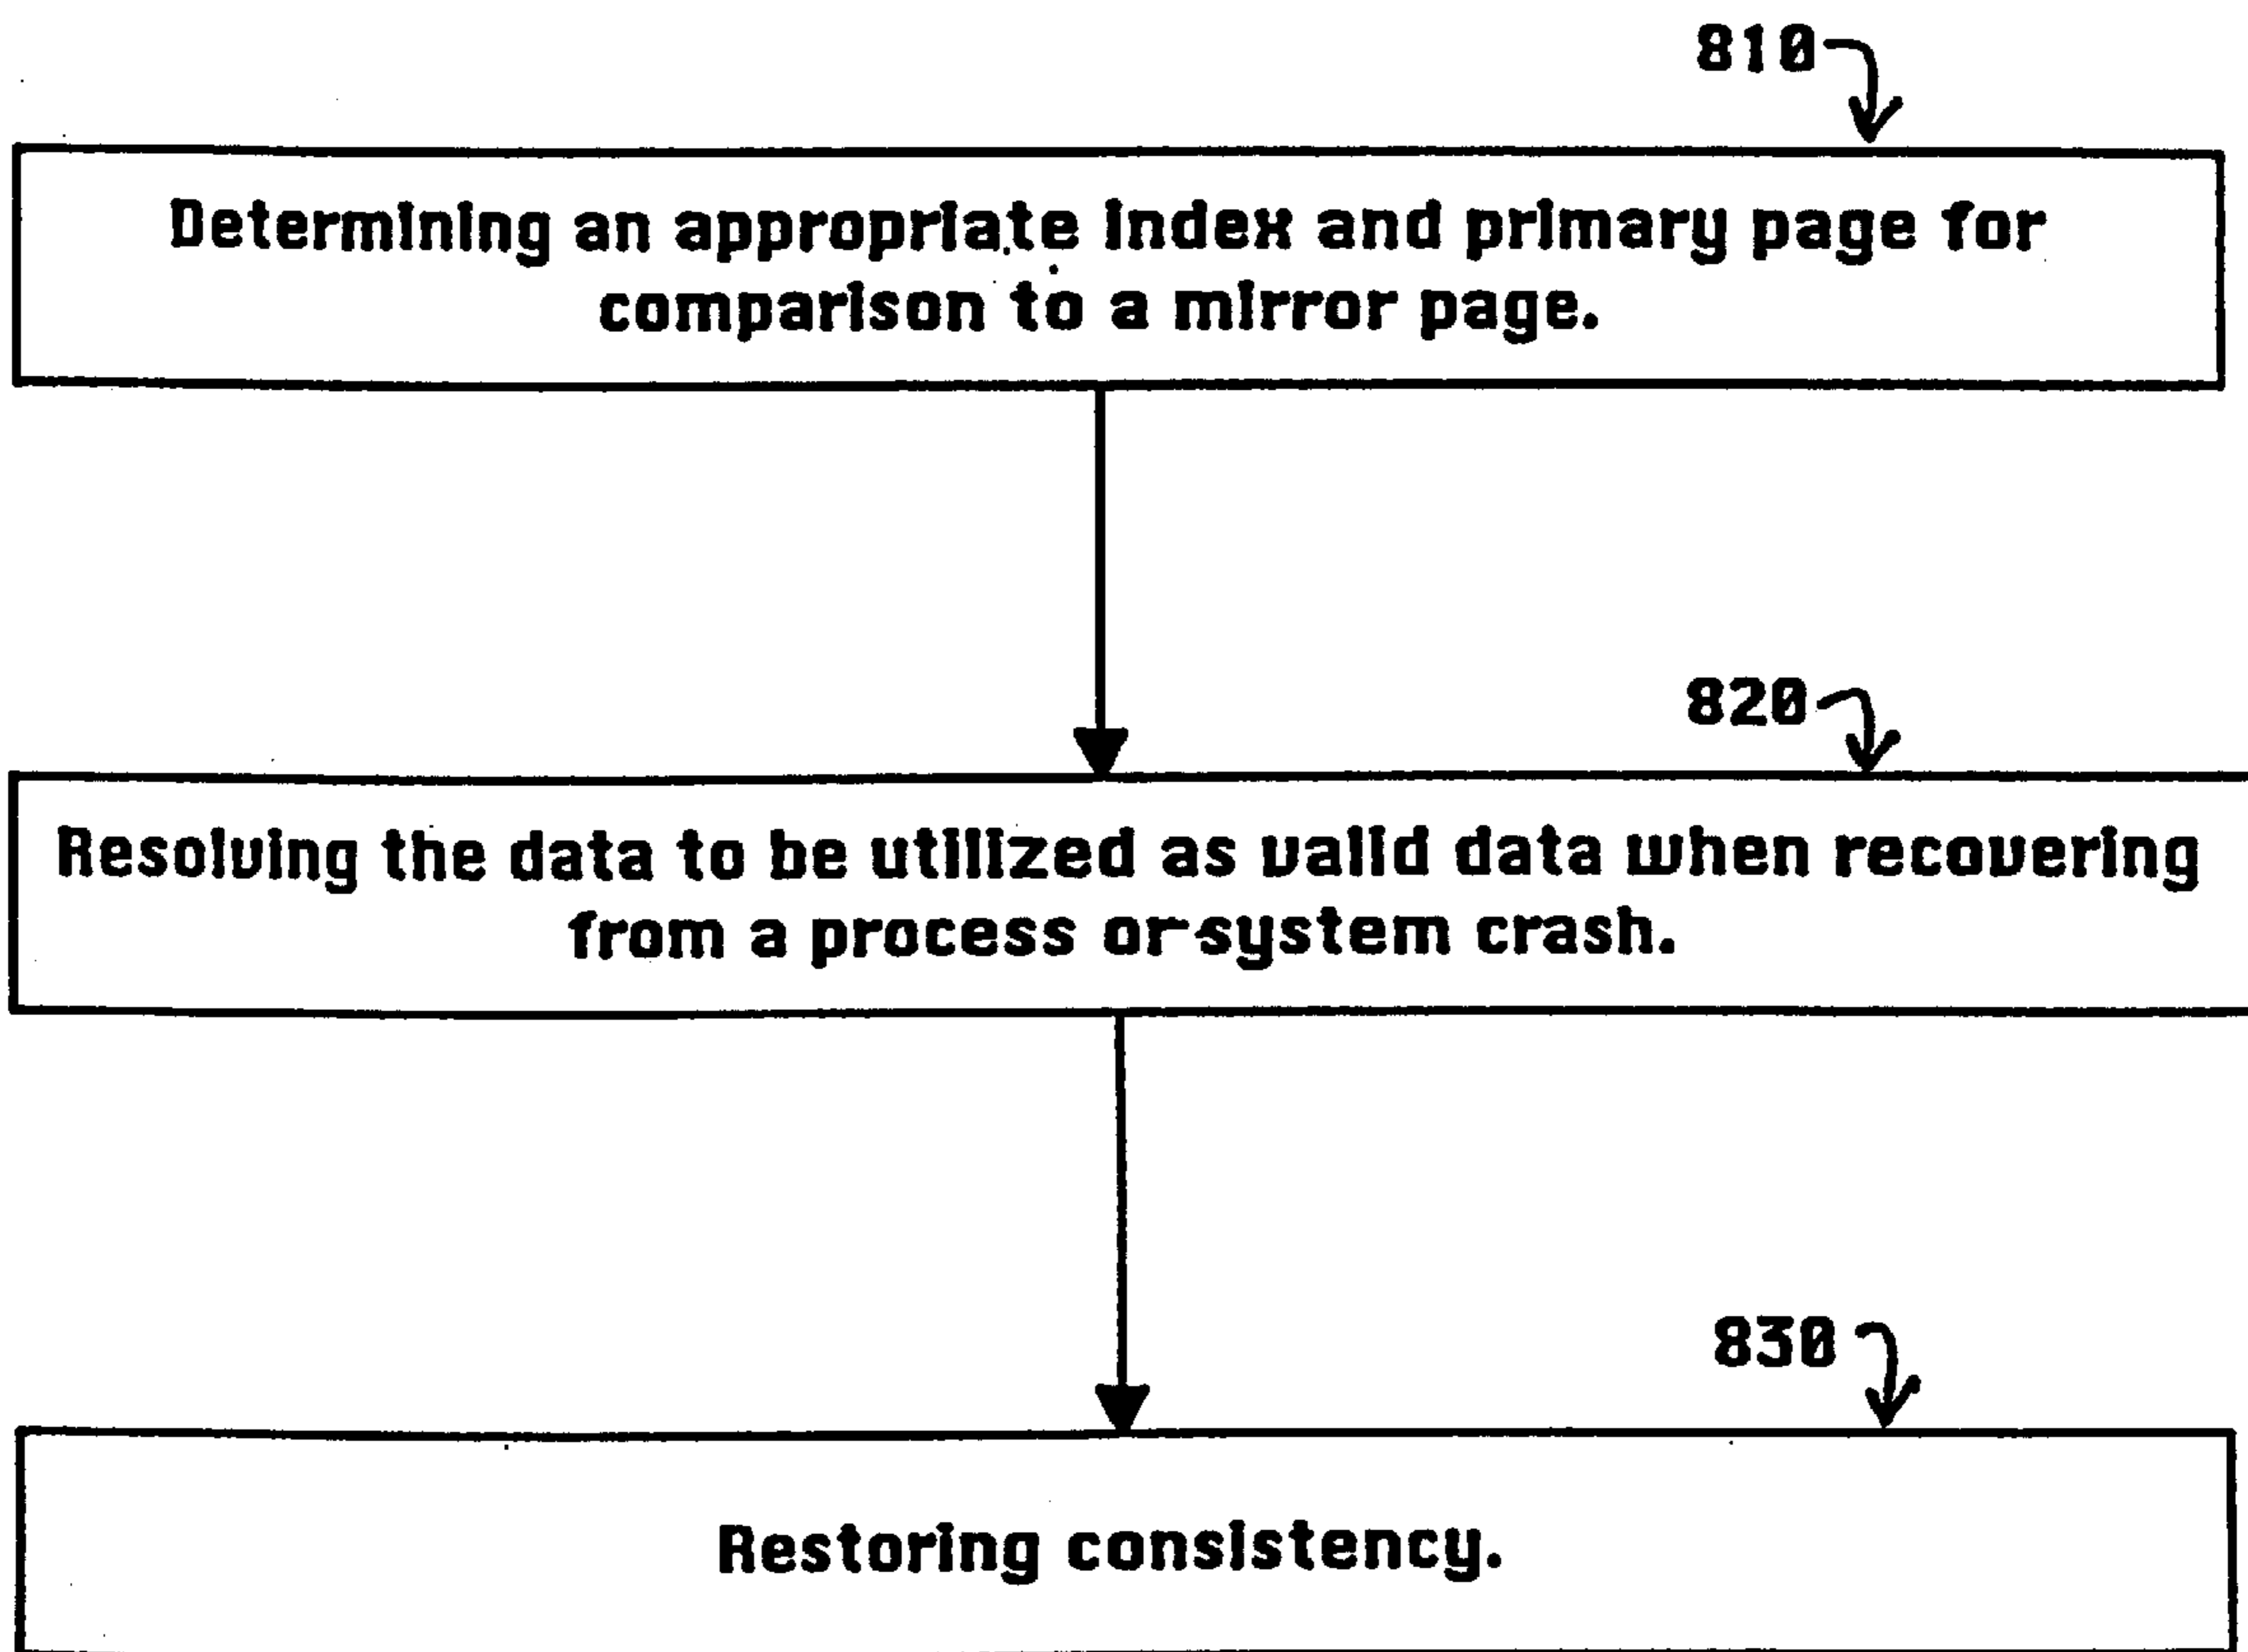 810
Determining an appropriate index and primary page for
comparison to a mirror page.
820
Resolving the data to be utilized as valid data when recovering
from a process or system crash.
830
Restoring consistency.